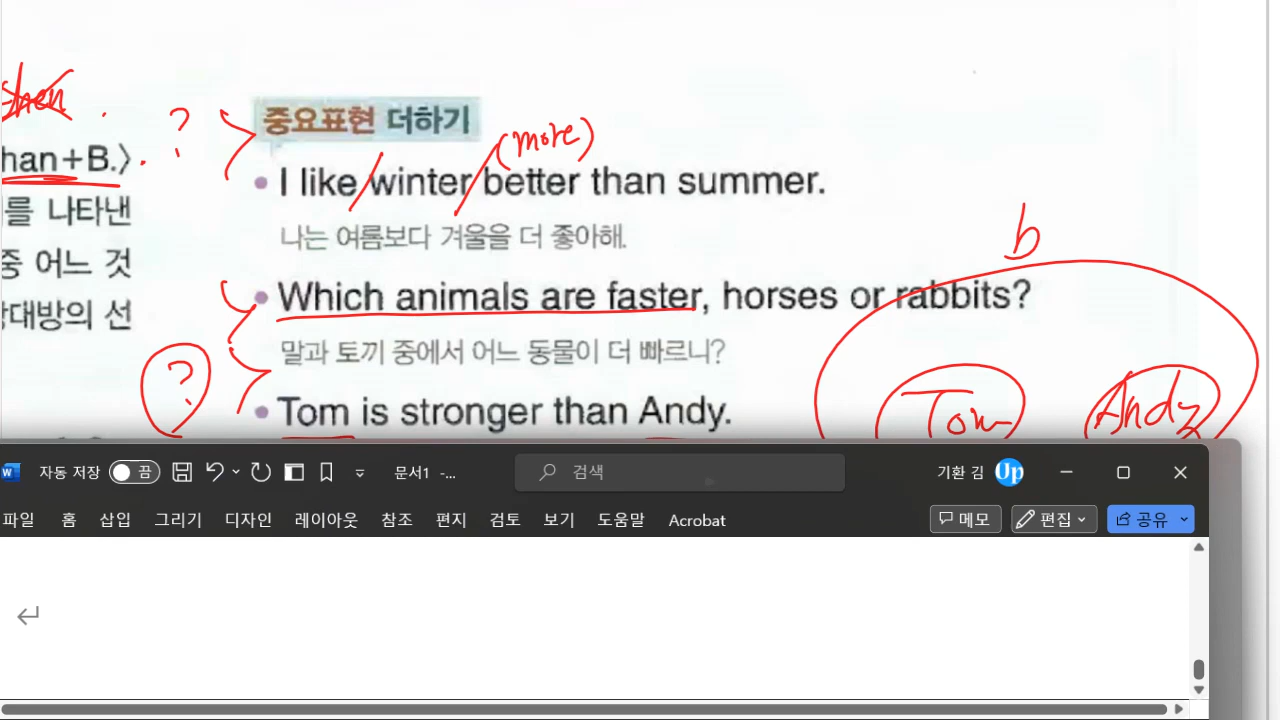 중요표현 더하기
?
(more)
han+B.〉.
• I like winter better than summer.
를 나타낸
나는 여름보다 겨울을 더 좋아해.
b
중 어느 것
• Which animals are faster, horses or rabbits?
대방의 선
말과 토끼 중에서 어느 동물이 더 빠르니?
?
• Tom is stronger than Andy.
Tom
Andy
자동 저장 끔 문서1 -... 검색 기환 김 Up
파일 홈 삽입 그리기 디자인 레이아웃 참조 편지 검토 보기 도움말 Acrobat 메모 편집 공유